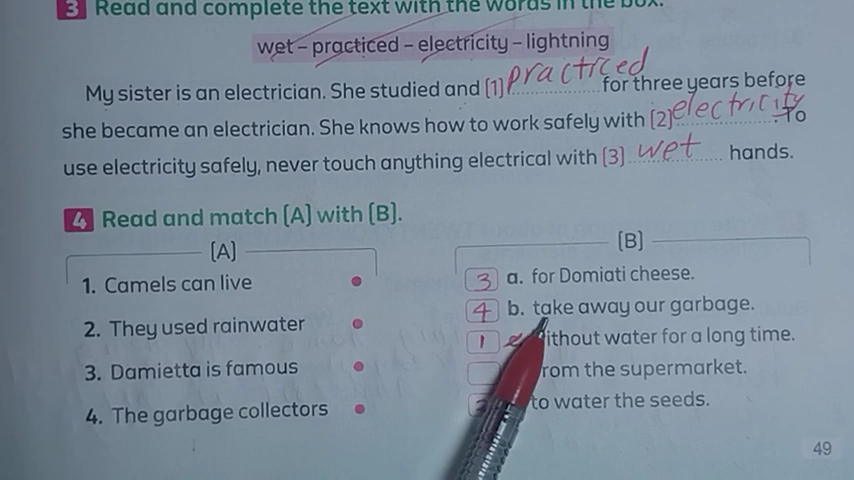 3 Read and complete the text with the words in the box.
wet – practiced – electricity – lightning
My sister is an electrician. She studied and (1) practiced for three years before
she became an electrician. She knows how to work safely with (2) electricity. To
use electricity safely, never touch anything electrical with (3) wet hands.
4 Read and match (A) with (B).
(A)
(B)
1. Camels can live
3 a. for Domiati cheese.
2. They used rainwater
4 b. take away our garbage.
1 without water for a long time.
3. Damietta is famous
from the supermarket.
4. The garbage collectors
to water the seeds.
49